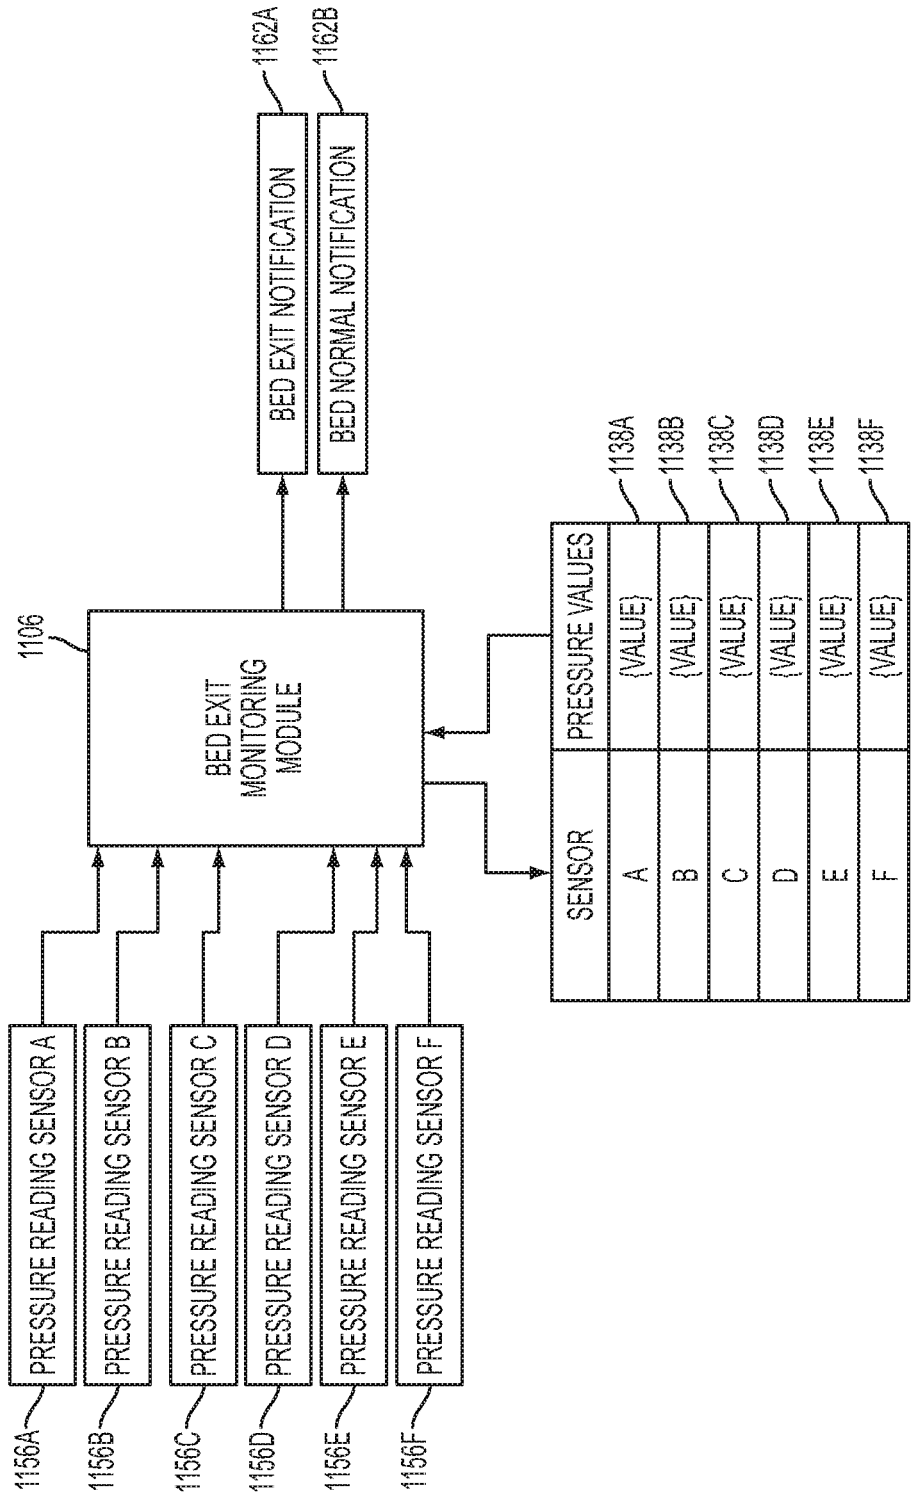 1156A
PRESSURE READING SENSOR A
1156B
PRESSURE READING SENSOR B
1156C
PRESSURE READING SENSOR C
1156D
PRESSURE READING SENSOR D
1156E
PRESSURE READING SENSOR E
1156F
PRESSURE READING SENSOR F
1106
BED EXIT
MONITORING
MODULE
BED EXIT NOTIFICATION
1162A
BED NORMAL NOTIFICATION
1162B
SENSOR PRESSURE VALUES
A {VALUE} 1138A
B {VALUE} 1138B
C {VALUE} 1138C
D {VALUE} 1138D
E {VALUE} 1138E
F {VALUE} 1138F